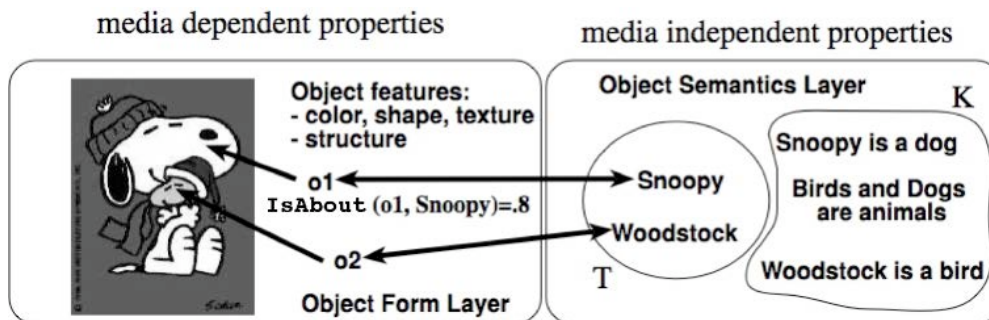 media dependent properties
media independent properties
Object features:
- color, shape, texture
- structure
o1
IsAbout (o1, Snoopy)=.8
o2
Object Form Layer
Object Semantics Layer
K
Snoopy
Woodstock
T
Snoopy is a dog
Birds and Dogs
are animals
Woodstock is a bird